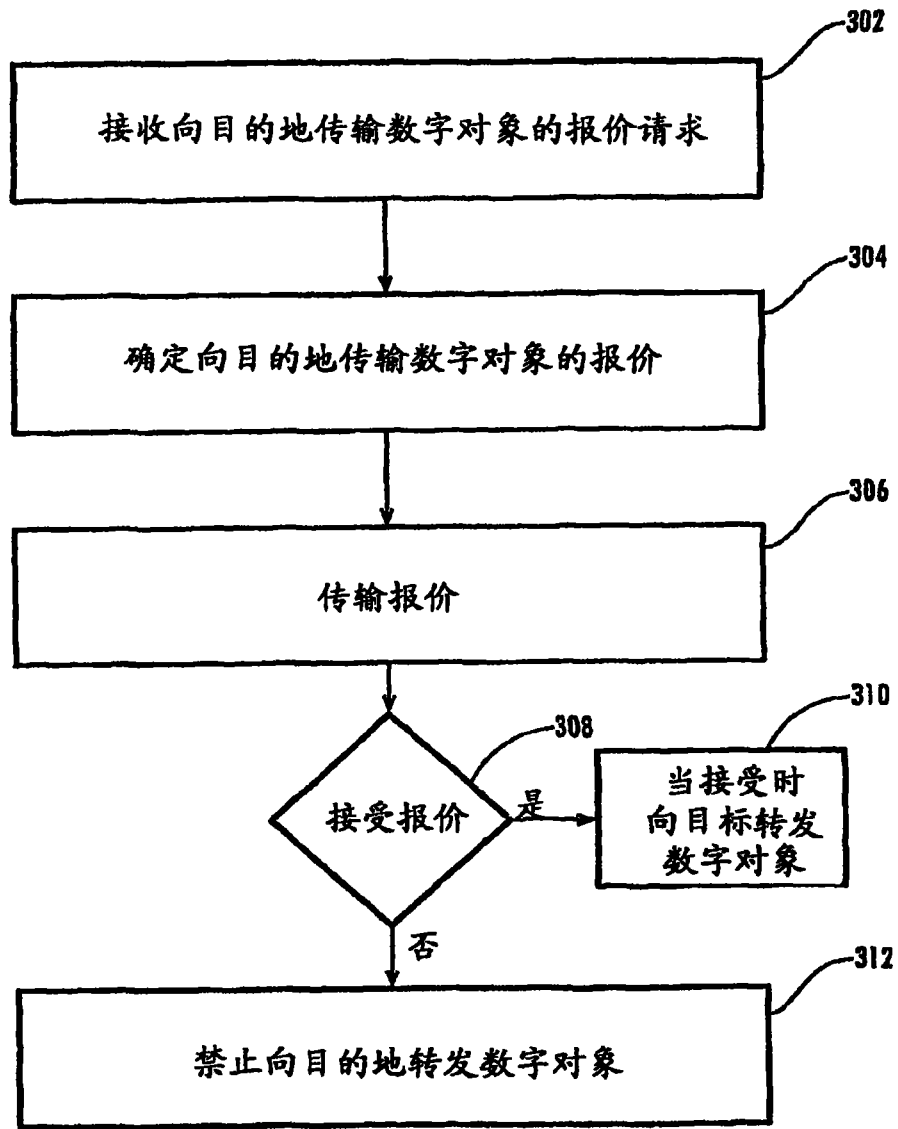 302
接收向目的地传输数字对象的报价请求
304
确定向目的地传输数字对象的报价
306
传输报价
308
接受报价
是
310
当接受时
向目标转发
数字对象
否
312
禁止向目的地转发数字对象